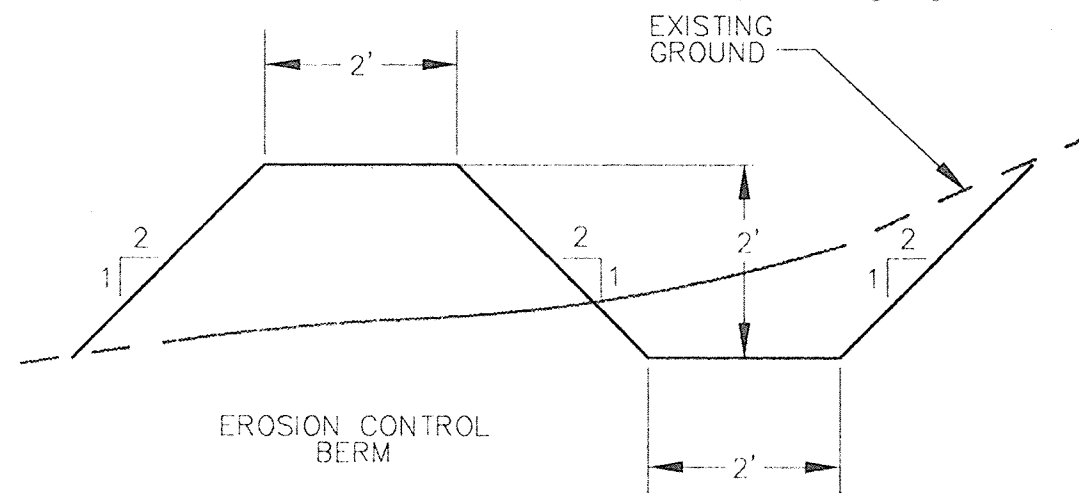 EXISTING
GROUND
2'
2
1
2
1
2'
2
1
EROSION CONTROL
BERM
2'